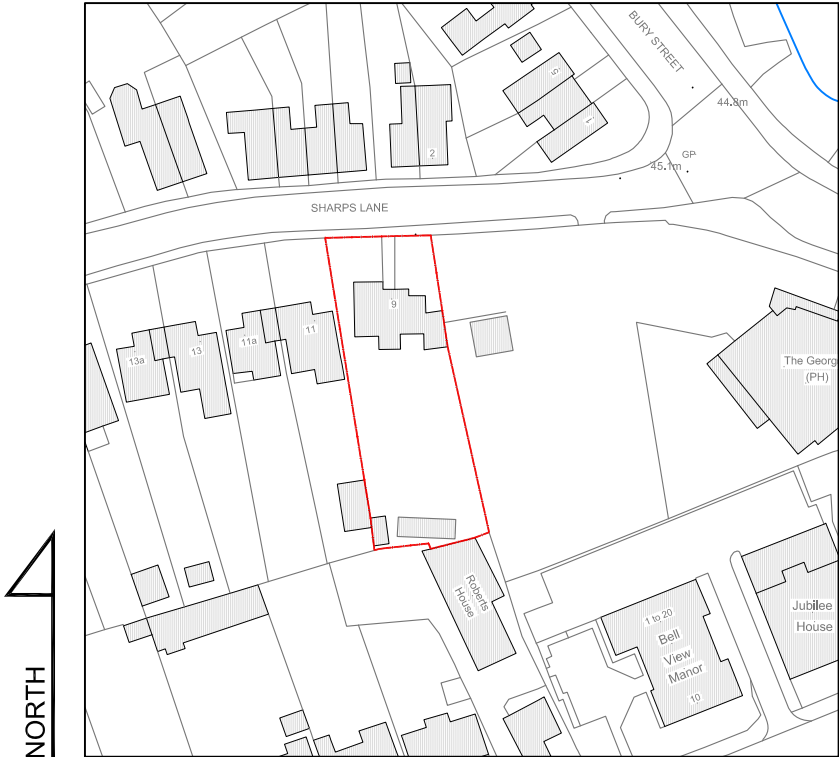 BURY STREET
44.8m
5
1
GP
45.1m
2
SHARPS LANE
9
11
11a
13
13a
The Georg
(PH)
Roberts
House
1 to 20
Bell
View
Manor
10
Jubilee
House
NORTH